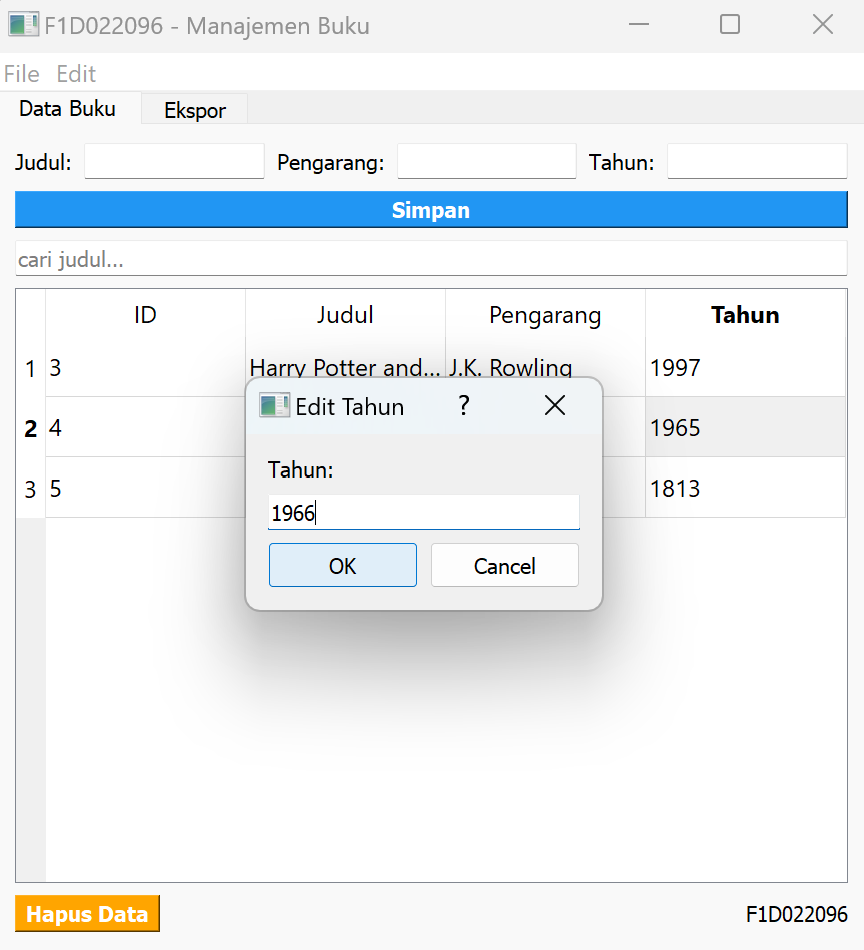 F1D022096 - Manajemen Buku
File Edit
Data Buku Ekspor
Judul: Pengarang: Tahun:
Simpan
cari judul...
ID Judul Pengarang Tahun
1 3 Harry Potter and... J.K. Rowling 1997
2 4 1965
3 5 1813
Edit Tahun ?
Tahun:
1966
OK Cancel
Hapus Data F1D022096